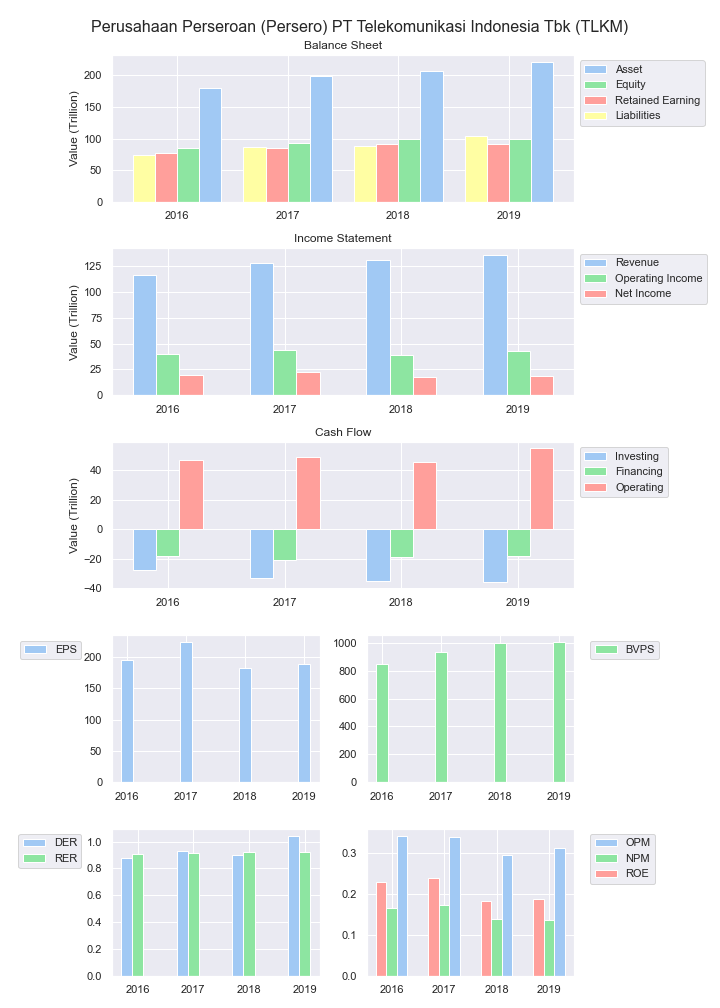 Perusahaan Perseroan (Persero) PT Telekomunikasi Indonesia Tbk (TLKM)
Balance Sheet
Value (Trillion)
200
150
100
50
0
2016 2017 2018 2019
Asset
Equity
Retained Earning
Liabilities
Income Statement
Value (Trillion)
125
100
75
50
25
0
2016 2017 2018 2019
Revenue
Operating Income
Net Income
Cash Flow
Value (Trillion)
40
20
0
−20
−40
2016 2017 2018 2019
Investing
Financing
Operating
EPS
200
150
100
50
0
2016 2017 2018 2019
1000
800
600
400
200
0
2016 2017 2018 2019
BVPS
DER
RER
1.0
0.8
0.6
0.4
0.2
0.0
2016 2017 2018 2019
0.3
0.2
0.1
0.0
2016 2017 2018 2019
OPM
NPM
ROE